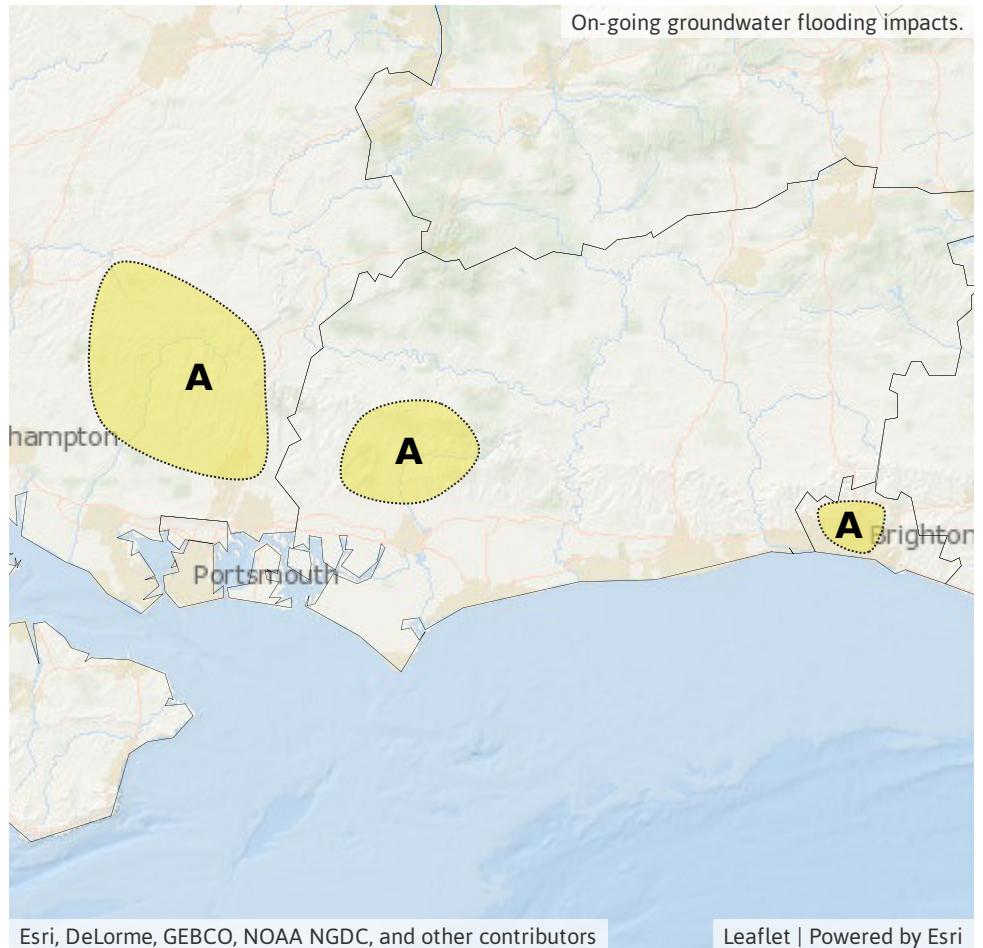 On-going groundwater flooding impacts.
A
hampton
A
A
Brighton
Portsmouth
Esri, DeLorme, GEBCO, NOAA NGDC, and other contributors
Leaflet | Powered by Esri